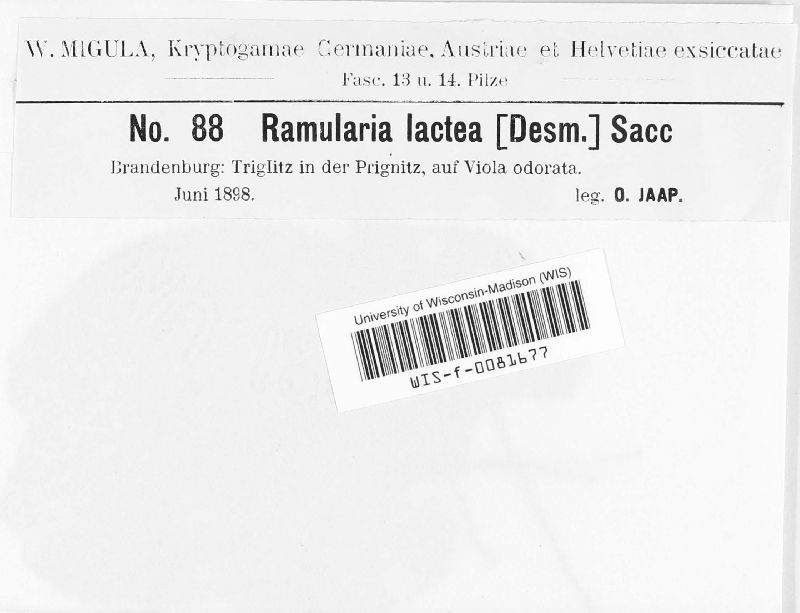 W. MIGULA, Kryptogamae Germaniae, Austriae et Helvetiae exsiccatae
Fasc. 13 u. 14. Pilze
No. 88 Ramularia lactea [Desm.] Sacc
Brandenburg: Triglitz in der Prignitz, auf Viola odorata.
Juni 1898. leg. O. JAAP.
University of Wisconsin-Madison (WIS)
WIS-f-0081677